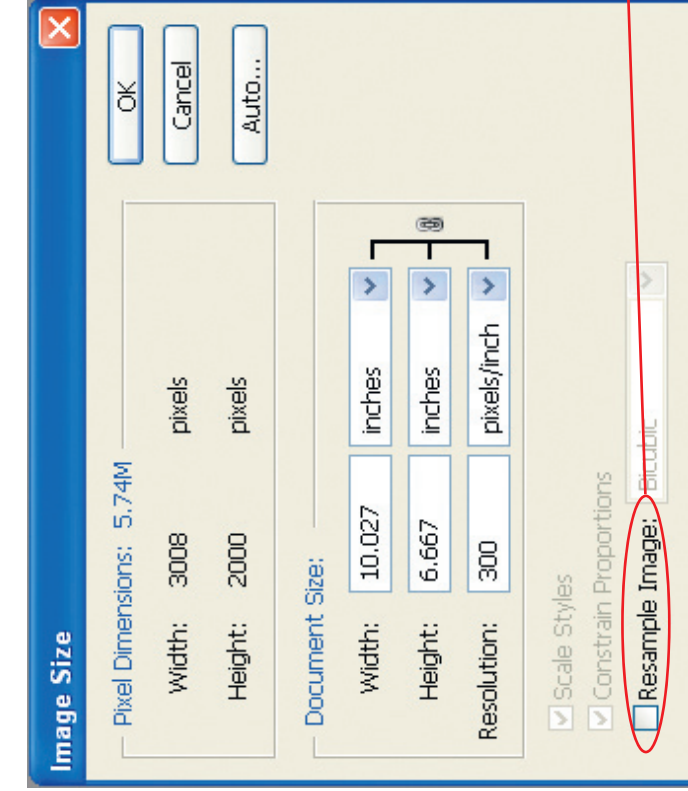 Image Size
Pixel Dimensions: 5.74M
Width: 3008 pixels
Height: 2000 pixels
OK
Cancel
Auto...
Document Size:
Width: 10.027 inches
Height: 6.667 inches
Resolution: 300 pixels/inch
Scale Styles
Constrain Proportions
Resample Image: Bicubic